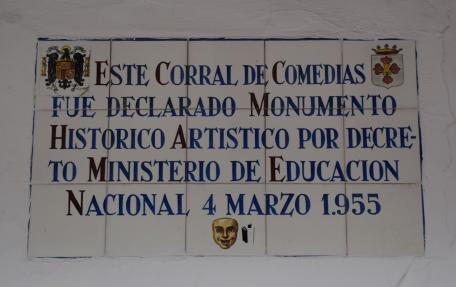 ESTE CORRAL DE COMEDIAS
FUE DECLARADO MONUMENTO
HISTORICO ARTISTICO POR DECRE-
TO MINISTERIO DE EDUCACION
NACIONAL 4 MARZO 1.955